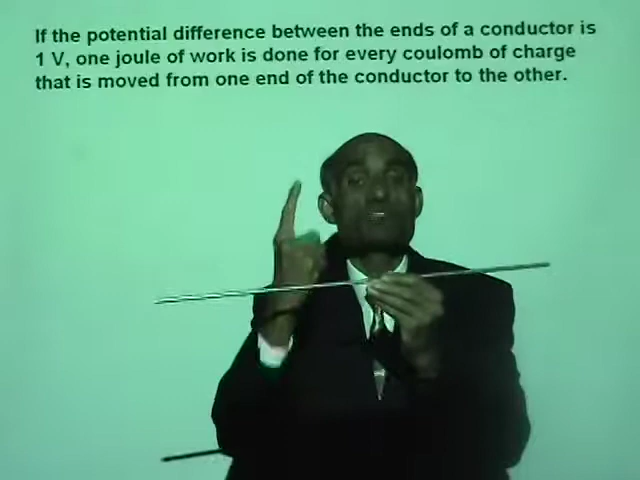 If the potential difference between the ends of a conductor is
1 V, one joule of work is done for every coulomb of charge
that is moved from one end of the conductor to the other.